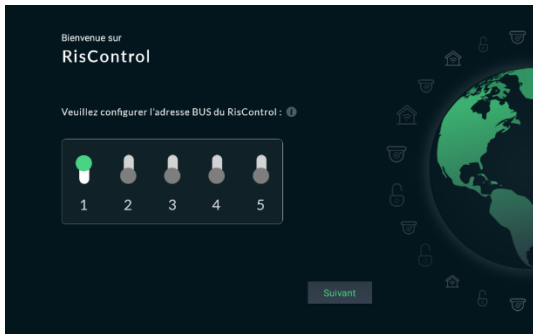 Bienvenue sur
RisControl
Veuillez configurer l'adresse BUS du RisControl :
1 2 3 4 5
Suivant